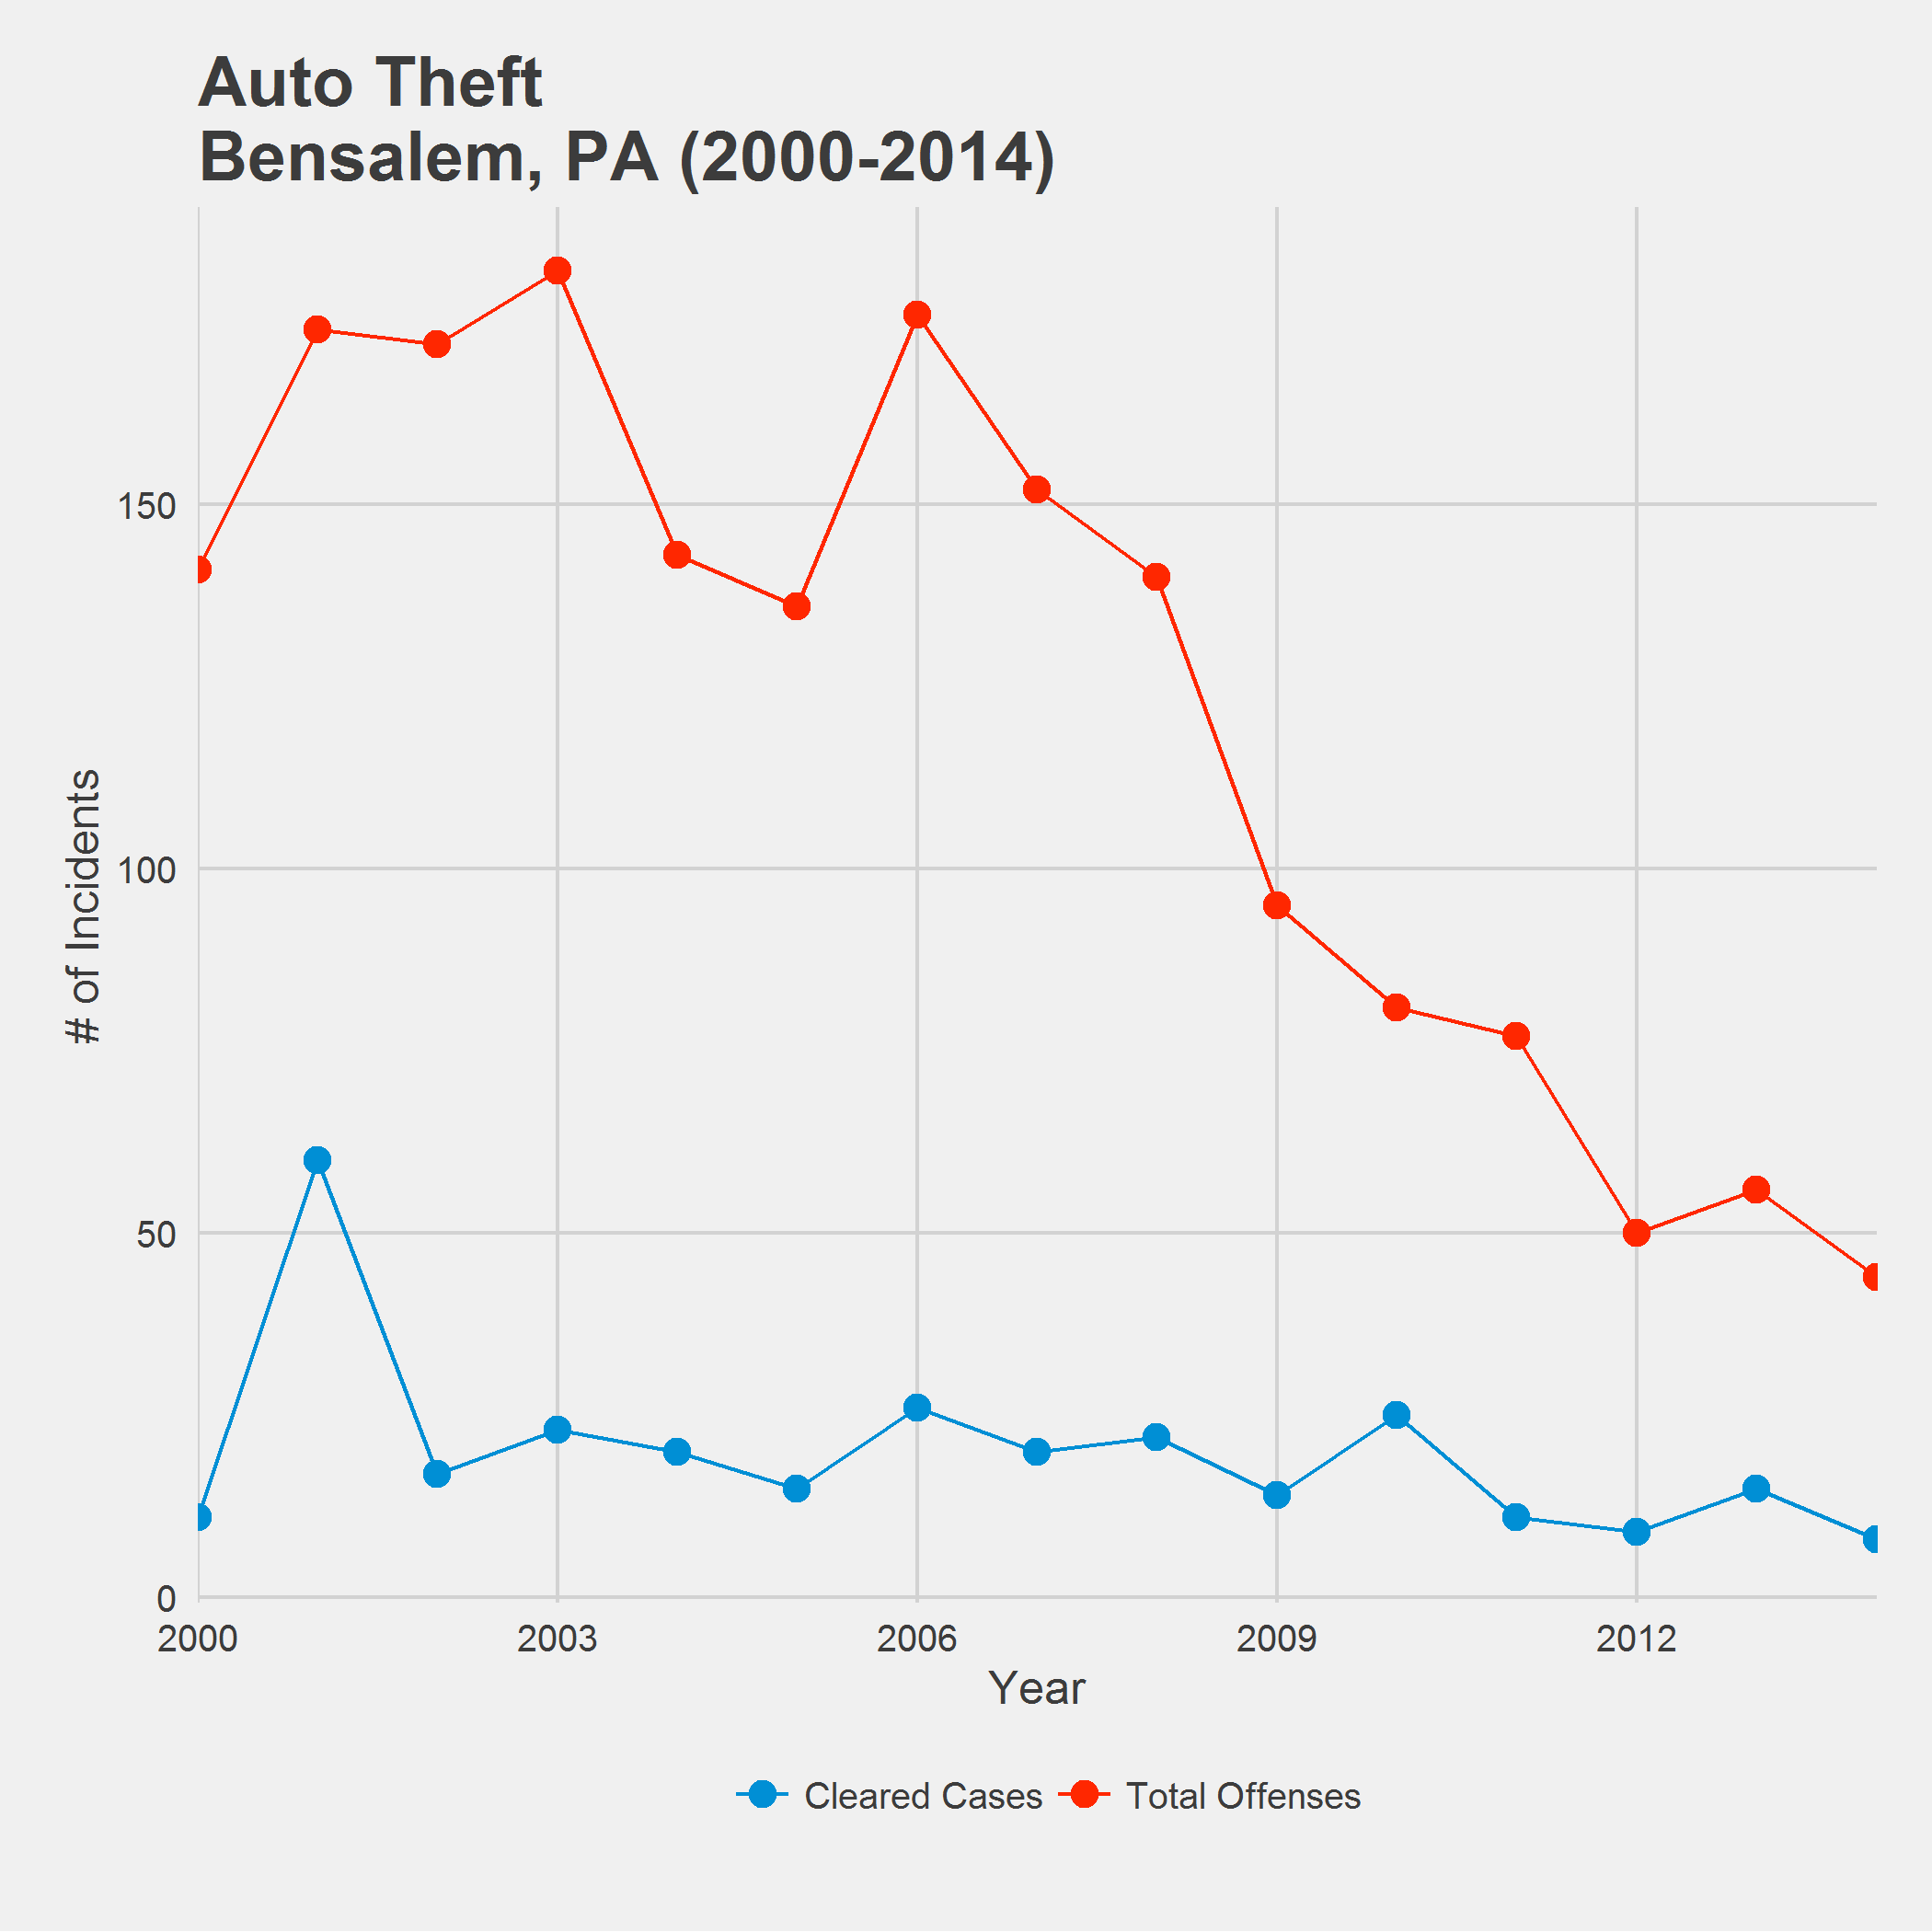 Auto Theft
Bensalem, PA (2000-2014)
# of Incidents
150
100
50
0
2000 2003 2006 2009 2012
Year
Cleared Cases Total Offenses